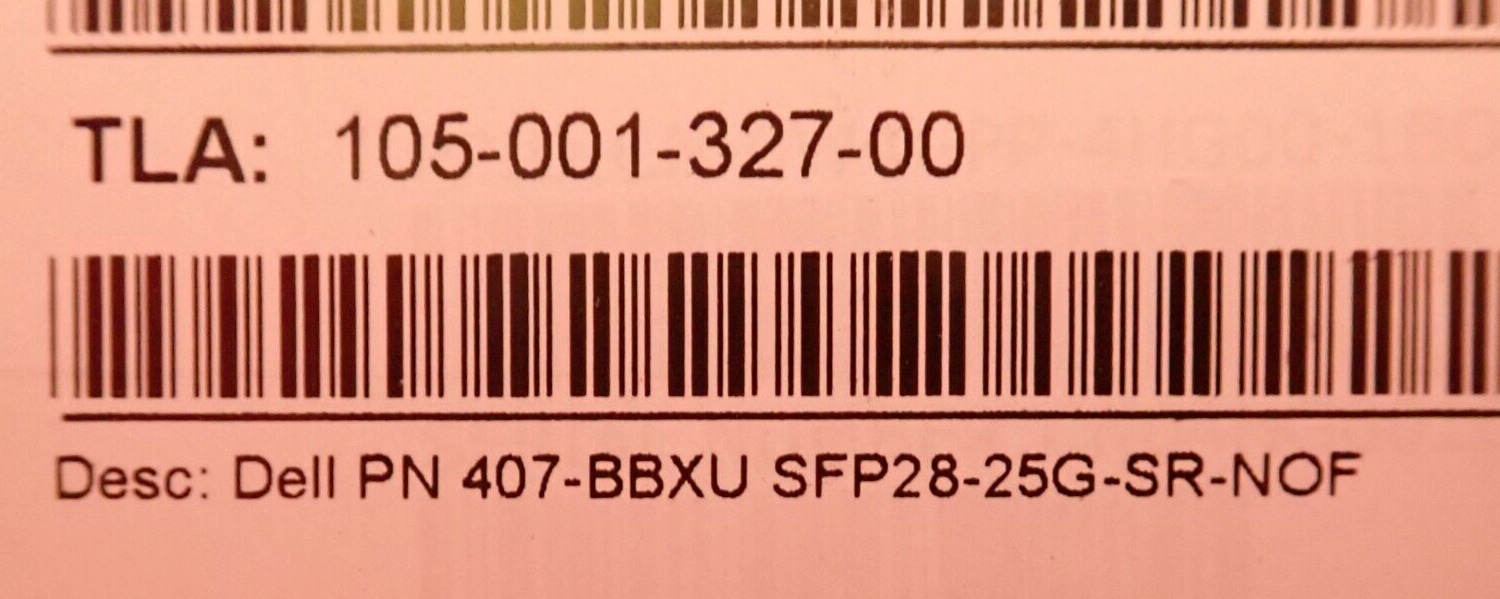 TLA: 105-001-327-00
Desc: Dell PN 407-BBXU SFP28-25G-SR-NOF